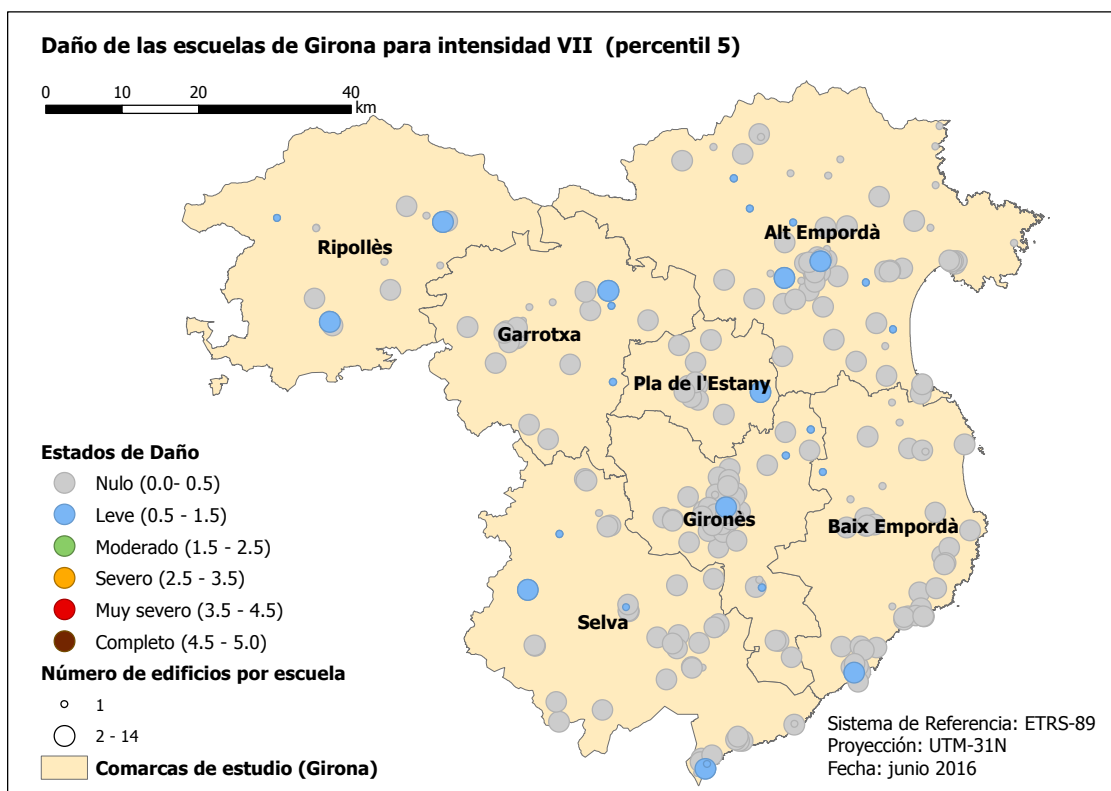 Daño de las escuelas de Girona para intensidad VII (percentil 5)
0 10 20 40
km
Alt Empordà
Ripollès
Garrotxa
Pla de l'Estany
Gironès
Baix Empordà
Selva
Estados de Daño
Nulo (0.0- 0.5)
Leve (0.5 - 1.5)
Moderado (1.5 - 2.5)
Severo (2.5 - 3.5)
Muy severo (3.5 - 4.5)
Completo (4.5 - 5.0)
Número de edificios por escuela
1
2 - 14
Comarcas de estudio (Girona)
Sistema de Referencia: ETRS-89
Proyección: UTM-31N
Fecha: junio 2016